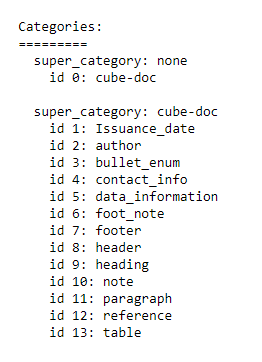 Categories:
=========
super_category: none
id 0: cube-doc
super_category: cube-doc
id 1: Issuance_date
id 2: author
id 3: bullet_enum
id 4: contact_info
id 5: data_information
id 6: foot_note
id 7: footer
id 8: header
id 9: heading
id 10: note
id 11: paragraph
id 12: reference
id 13: table